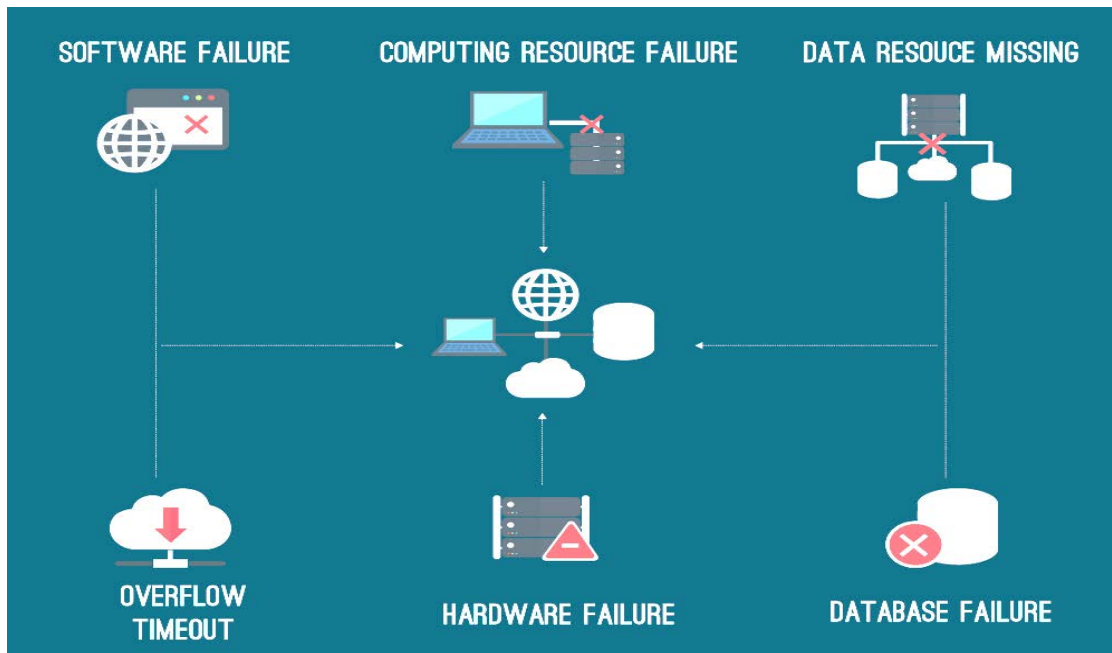 SOFTWARE FAILURE
COMPUTING RESOURCE FAILURE
DATA RESOUCE MISSING
OVERFLOW
TIMEOUT
HARDWARE FAILURE
DATABASE FAILURE